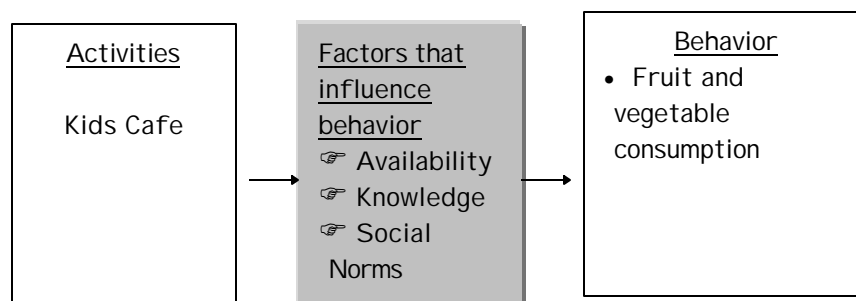 Activities
Kids Cafe
Factors that
influence
behavior
☞ Availability
☞ Knowledge
☞ Social
Norms
Behavior
• Fruit and
vegetable
consumption